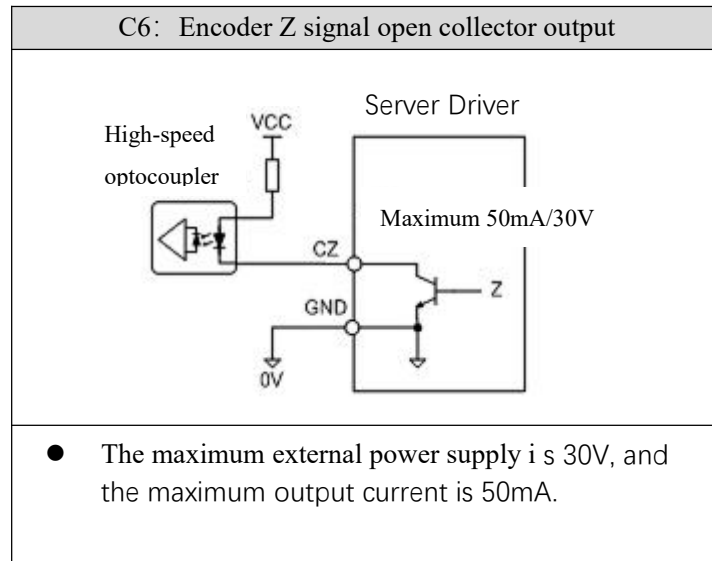 C6： Encoder Z signal open collector output
Server Driver
High-speed
optocoupler
VCC
Maximum 50mA/30V
CZ
Z
GND
0V
● The maximum external power supply i s 30V, and
the maximum output current is 50mA.